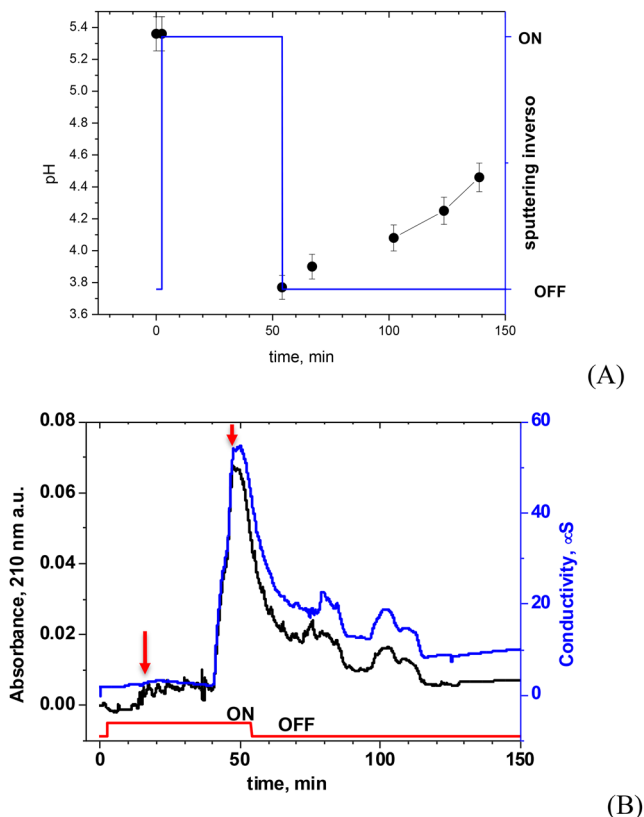 5.4
5.2
5.0
4.8
4.6
4.4
4.2
4.0
3.8
3.6
pH
0
50
100
150
time, min
ON
OFF
sputtering inverso
(A)
0.08
0.06
0.04
0.02
0.00
Absorbance, 210 nm a.u.
60
40
20
0
Conductivity, ∝S
ON
OFF
0
50
100
150
time, min
(B)